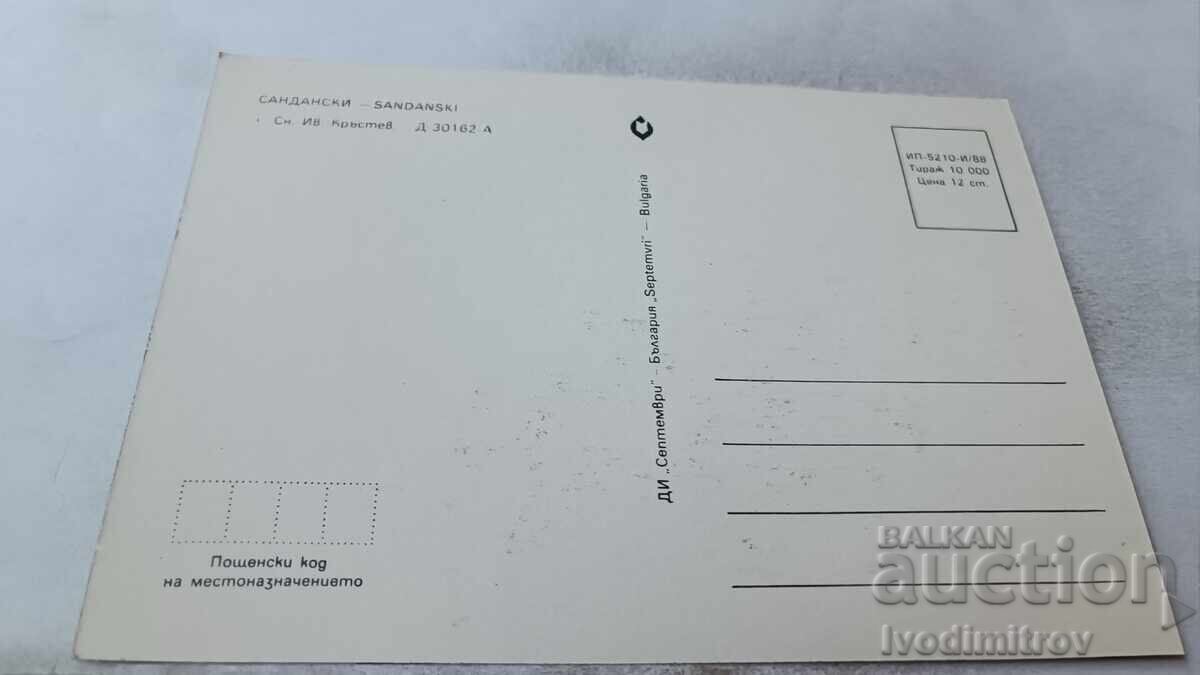 САНДАНСКИ – SANDANSKI
Сн. Ив. Кръстев Д 30162 А
ДИ „Септември" – България „Septemvri" – Bulgaria
ИП-5210-И/88
Тираж 10 000
Цена 12 ст.
Пощенски код
на местоназначението
BALKAN
auction
Ivodimitrov